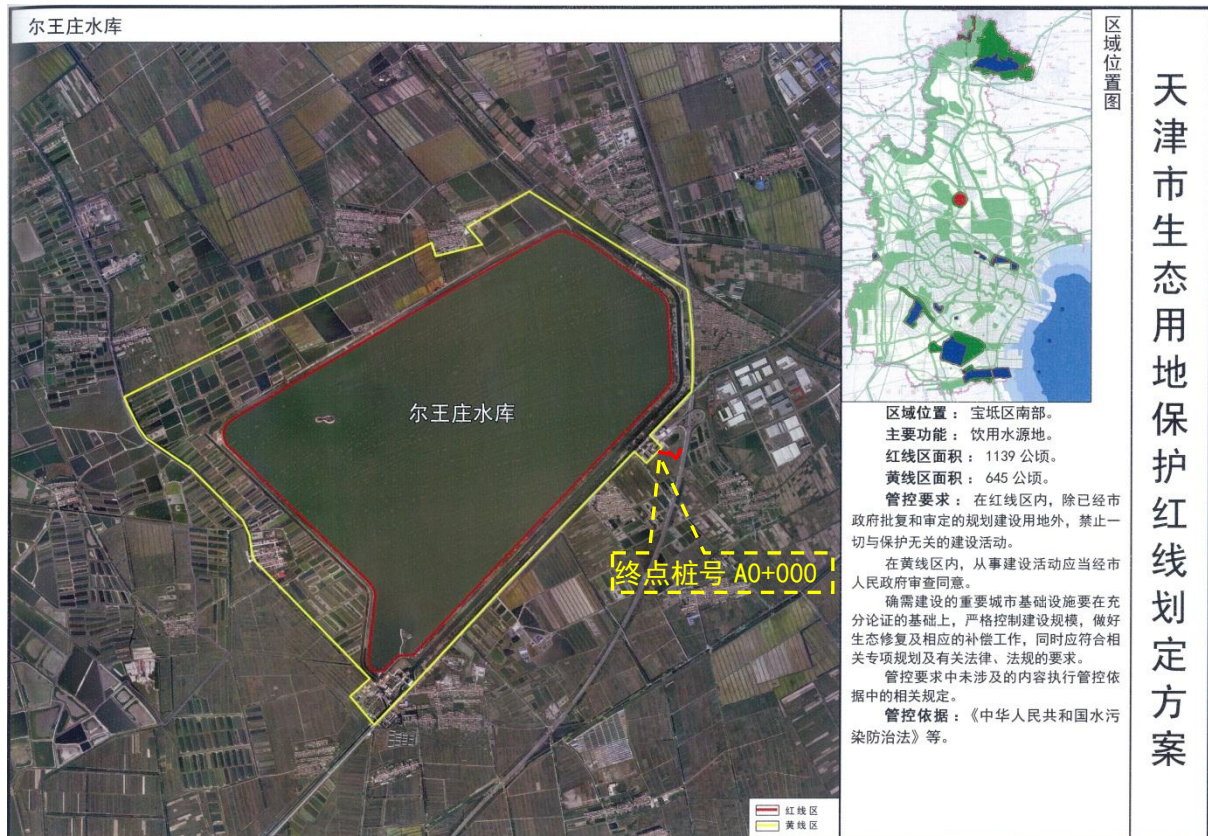 尔王庄水库
尔王庄水库
终点桩号 A0+000
红线区
黄线区
区域位置图
区域位置： 宝坻区南部。
主要功能： 饮用水源地。
红线区面积： 1139 公顷。
黄线区面积： 645 公顷。
管控要求： 在红线区内，除已经市
政府批复和审定的规划建设用地外，禁止一
切与保护无关的建设活动。
在黄线区内，从事建设活动应当经市
人民政府审查同意。
确需建设的重要城市基础设施要在充
分论证的基础上，严格控制建设规模，做好
生态修复及相应的补偿工作，同时应符合相
关专项规划及有关法律、法规的要求。
管控要求中未涉及的内容执行管控依
据中的相关规定。
管控依据：《中华人民共和国水污
染防治法》等。
天津市生态用地保护红线划定方案